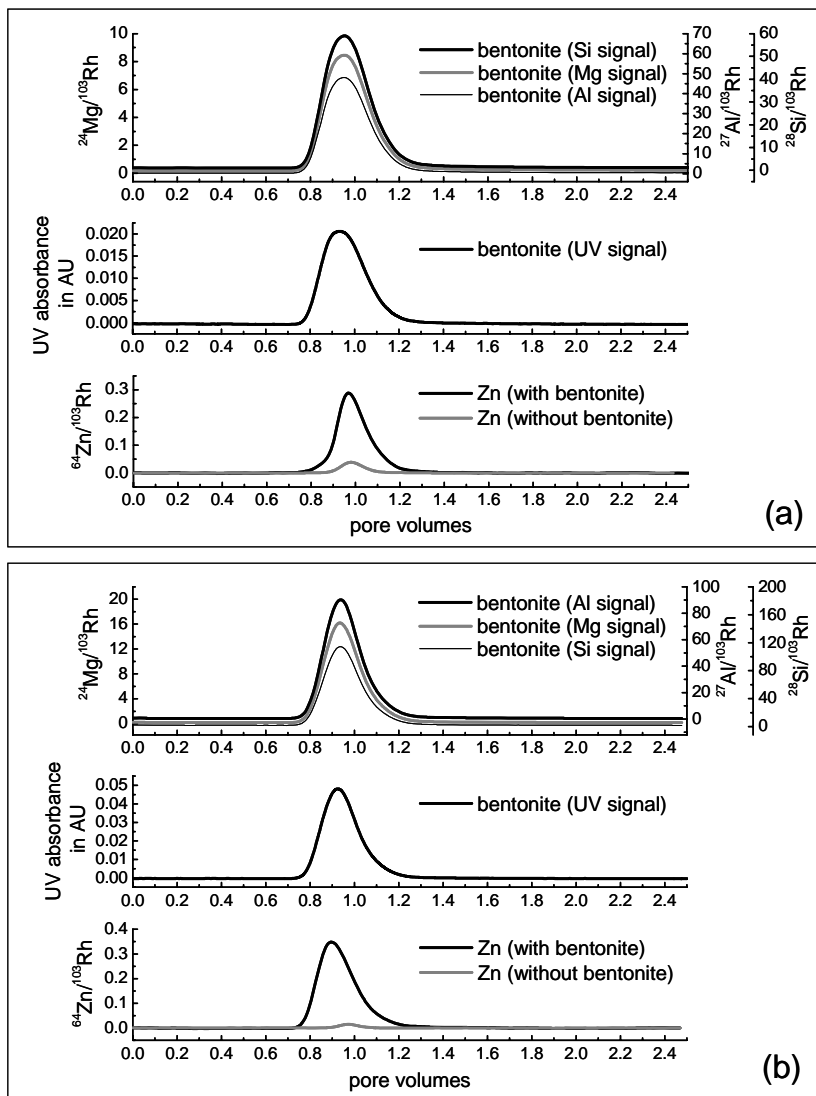 10
8
6
4
2
0
²⁴Mg/¹⁰³Rh
bentonite (Si signal)
bentonite (Mg signal)
bentonite (Al signal)
70
60
50
40
30
20
10
0
²⁷Al/¹⁰³Rh
60
50
40
30
20
10
0
²⁸Si/¹⁰³Rh
0.0 0.2 0.4 0.6 0.8 1.0 1.2 1.4 1.6 1.8 2.0 2.2 2.4
UV absorbance
in AU
0.020
0.015
0.010
0.005
0.000
bentonite (UV signal)
0.0 0.2 0.4 0.6 0.8 1.0 1.2 1.4 1.6 1.8 2.0 2.2 2.4
⁶⁴Zn/¹⁰³Rh
0.3
0.2
0.1
0.0
Zn (with bentonite)
Zn (without bentonite)
0.0 0.2 0.4 0.6 0.8 1.0 1.2 1.4 1.6 1.8 2.0 2.2 2.4
pore volumes
(a)
20
16
12
8
4
0
²⁴Mg/¹⁰³Rh
bentonite (Al signal)
bentonite (Mg signal)
bentonite (Si signal)
100
80
60
40
20
0
²⁷Al/¹⁰³Rh
200
150
100
50
0
²⁸Si/¹⁰³Rh
0.0 0.2 0.4 0.6 0.8 1.0 1.2 1.4 1.6 1.8 2.0 2.2 2.4
UV absorbance
in AU
0.05
0.04
0.03
0.02
0.01
0.00
bentonite (UV signal)
0.0 0.2 0.4 0.6 0.8 1.0 1.2 1.4 1.6 1.8 2.0 2.2 2.4
⁶⁴Zn/¹⁰³Rh
0.4
0.3
0.2
0.1
0.0
Zn (with bentonite)
Zn (without bentonite)
0.0 0.2 0.4 0.6 0.8 1.0 1.2 1.4 1.6 1.8 2.0 2.2 2.4
pore volumes
(b)